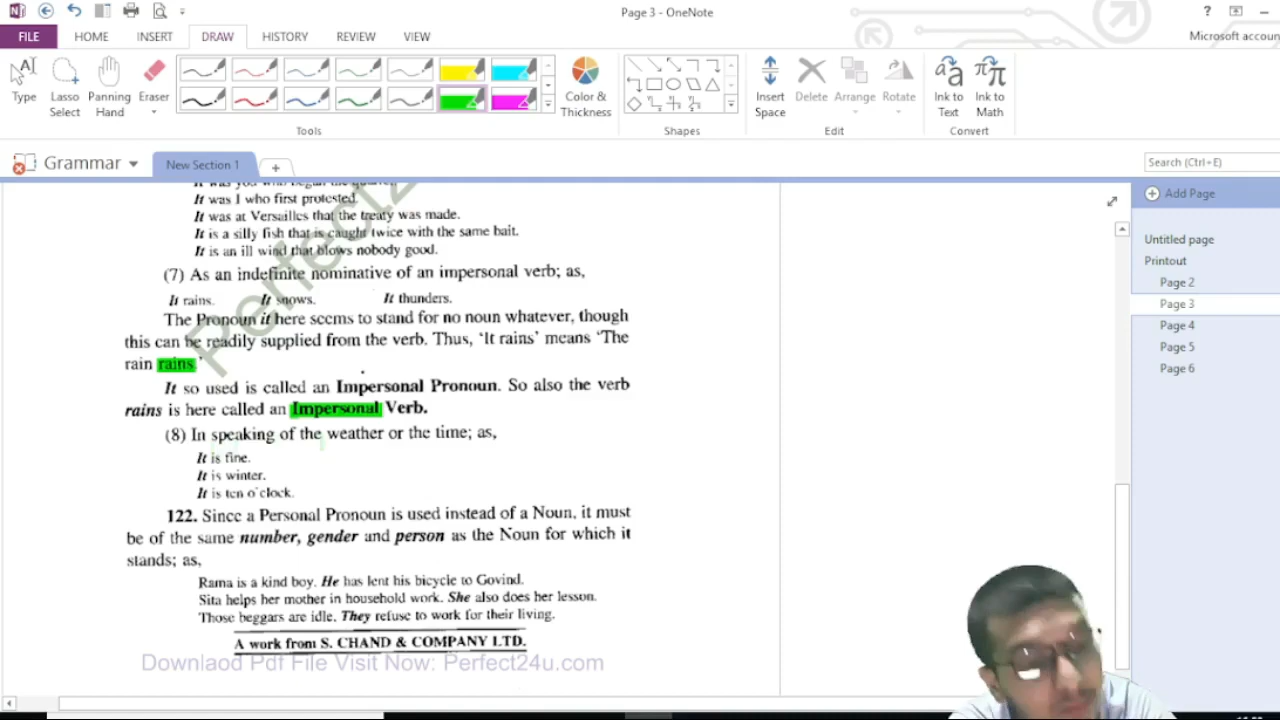 Page 3 - OneNote
?
FILE HOME INSERT DRAW HISTORY REVIEW VIEW
Microsoft accoun
Type
Lasso Select
Panning Hand
Eraser
Color & Thickness
Insert Space
Delete
Arrange
Rotate
Ink to Text
Ink to Math
Tools
Shapes
Edit
Convert
Grammar
New Section 1
Search (Ctrl+E)
Add Page
Untitled page
Printout
Page 2
Page 3
Page 4
Page 5
Page 6
It was I who first protested.
It was at Versailles that the treaty was made.
It is a silly fish that is caught twice with the same bait.
It is an ill wind that blows nobody good.
(7) As an indefinite nominative of an impersonal verb; as,
It rains. It snows. It thunders.
The Pronoun it here seems to stand for no noun whatever, though
this can be readily supplied from the verb. Thus, ‘It rains’ means ‘The
rain rains.’
It so used is called an Impersonal Pronoun. So also the verb
rains is here called an Impersonal Verb.
(8) In speaking of the weather or the time; as,
It is fine.
It is winter.
It is ten o'clock.
122. Since a Personal Pronoun is used instead of a Noun, it must
be of the same number, gender and person as the Noun for which it
stands; as,
Rama is a kind boy. He has lent his bicycle to Govind.
Sita helps her mother in household work. She also does her lesson.
Those beggars are idle. They refuse to work for their living.
A work from S. CHAND & COMPANY LTD.
Downlaod Pdf File Visit Now: Perfect24u.com